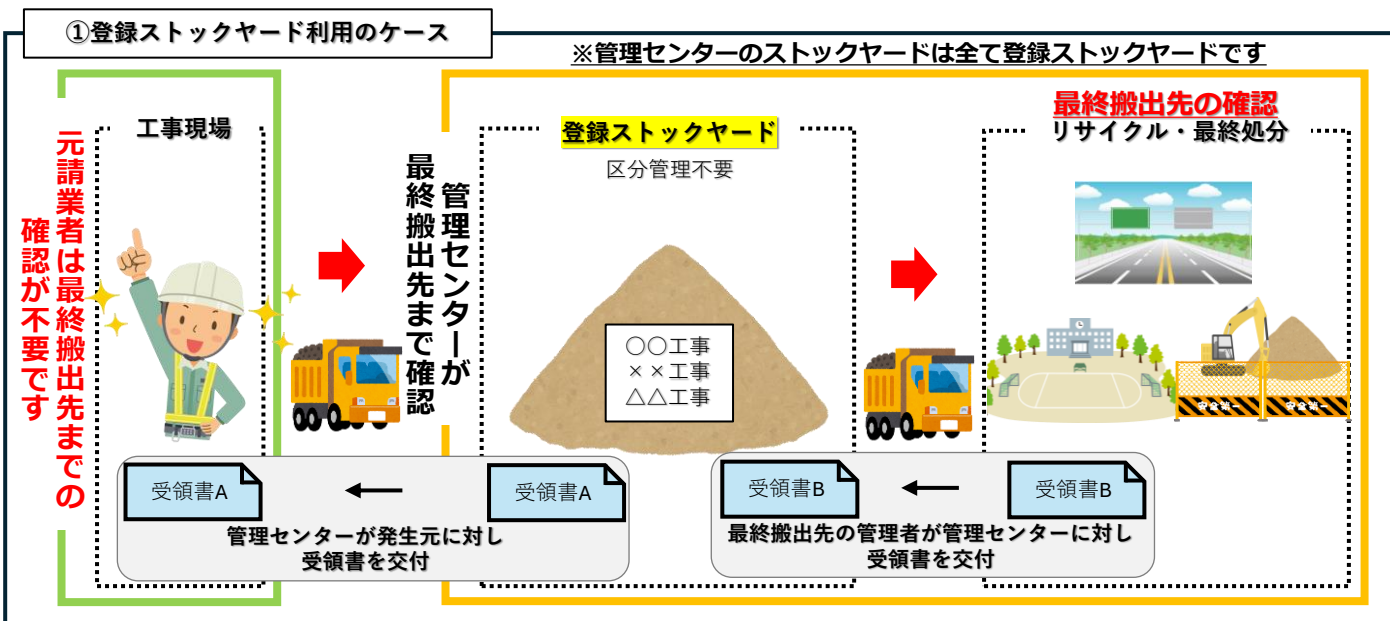 ①登録ストックヤード利用のケース
※管理センターのストックヤードは全て登録ストックヤードです
元請業者は最終搬出先までの
確認が不要です
工事現場
管理センターが
最終搬出先まで確認
登録ストックヤード
区分管理不要
○○工事
××工事
△△工事
最終搬出先の確認
リサイクル・最終処分
安全第一
安全第一
受領書A
受領書A
管理センターが発生元に対し
受領書を交付
受領書B
受領書B
最終搬出先の管理者が管理センターに対し
受領書を交付